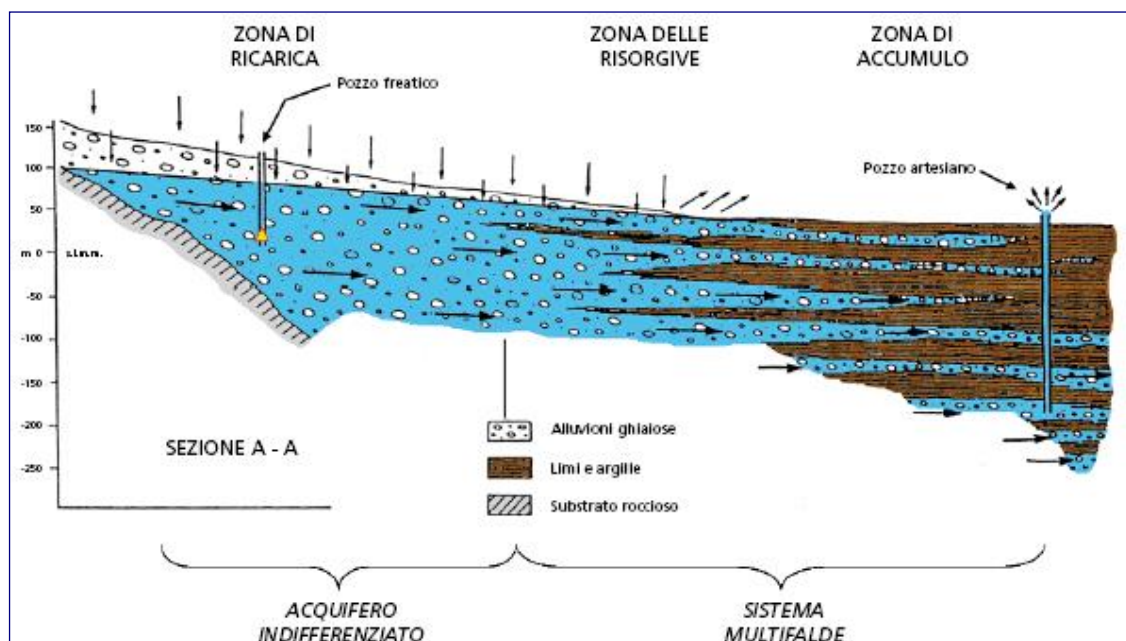 ZONA DI
RICARICA
ZONA DELLE
RISORGIVE
ZONA DI
ACCUMULO
Pozzo freatico
Pozzo artesiano
150
100
50
m 0
s.l.m.m.
-50
-100
-150
-200
-250
SEZIONE A - A
Alluvioni ghiaiose
Limi e argille
Substrato roccioso
ACQUIFERO
INDIFFERENZIATO
SISTEMA
MULTIFALDE